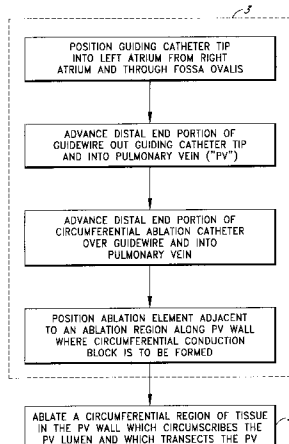 3
POSITION GUIDING CATHETER TIP
INTO LEFT ATRIUM FROM RIGHT
ATRIUM AND THROUGH FOSSA OVALIS
ADVANCE DISTAL END PORTION OF
GUIDEWIRE OUT GUIDING CATHETER TIP
AND INTO PULMONARY VEIN ("PV")
ADVANCE DISTAL END PORTION OF
CIRCUMFERENTIAL ABLATION CATHETER
OVER GUIDEWIRE AND INTO
PULMONARY VEIN
POSITION ABLATION ELEMENT ADJACENT
TO AN ABLATION REGION ALONG PV WALL
WHERE CIRCUMFERENTIAL CONDUCTION
BLOCK IS TO BE FORMED
ABLATE A CIRCUMFERENTIAL REGION OF TISSUE
IN THE PV WALL WHICH CIRCUMSCRIBES THE
PV LUMEN AND WHICH TRANSECTS THE PV